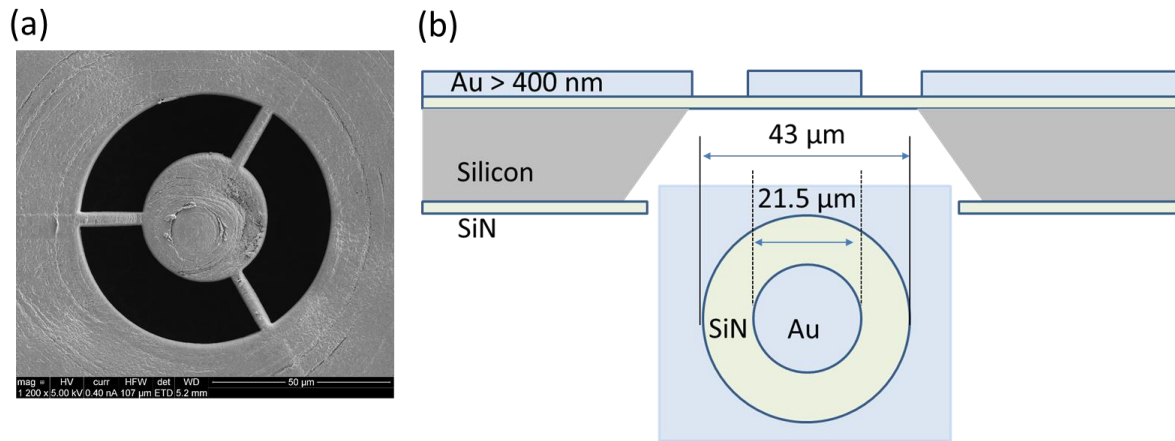 (a)
mag = HV curr HFW det WD
1 200 x 5.00 kV 0.40 nA 107 µm ETD 5.2 mm
50 µm
(b)
Au > 400 nm
43 µm
Silicon
21.5 µm
SiN
SiN
Au